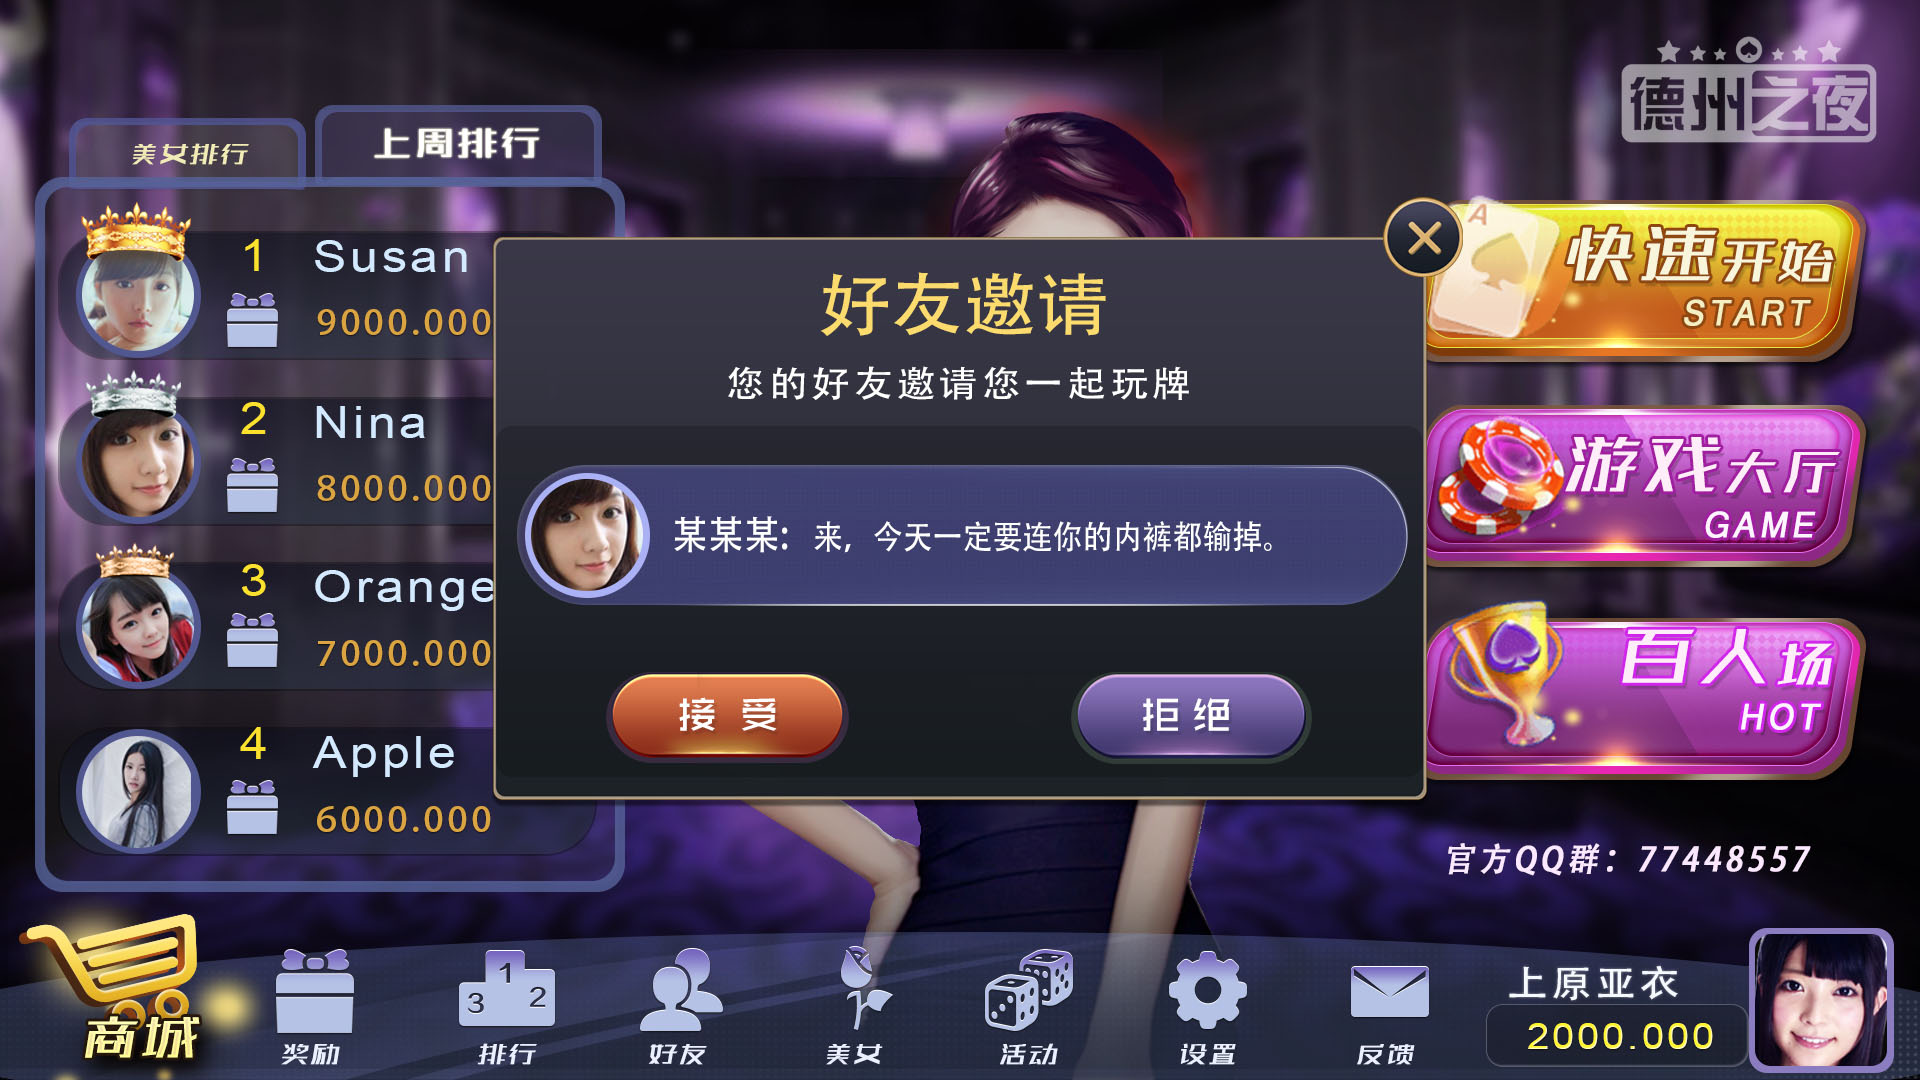 德州之夜
美女排行
上周排行
1 Susan
9000.000
2 Nina
8000.000
3 Orange
7000.000
4 Apple
6000.000
好友邀请
您的好友邀请您一起玩牌
某某某：来，今天一定要连你的内裤都输掉。
接受
拒绝
A
快速开始
START
游戏大厅
GAME
百人场
HOT
官方QQ群：77448557
商城
奖励
1
3 2
排行
好友
美女
活动
设置
反馈
上原亚衣
2000.000